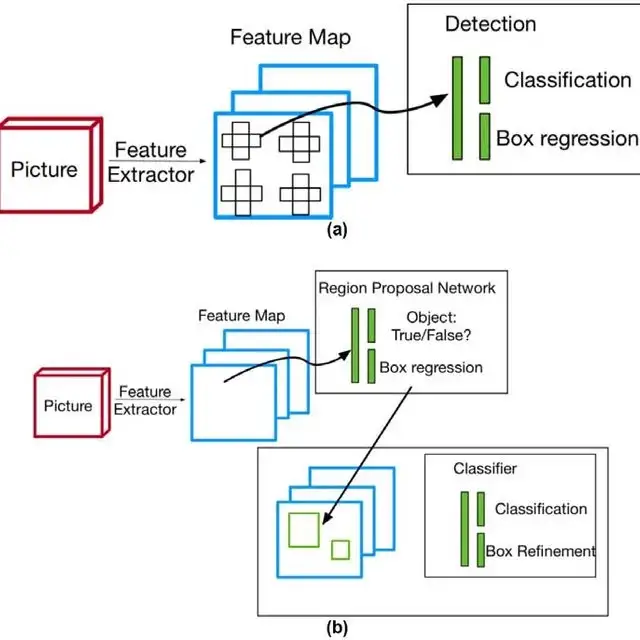 Feature Map
Detection
Classification
Box regression
Picture
Feature
Extractor
(a)
Region Proposal Network
Object:
True/False?
Box regression
Feature Map
Picture
Feature
Extractor
Classifier
Classification
Box Refinement
(b)